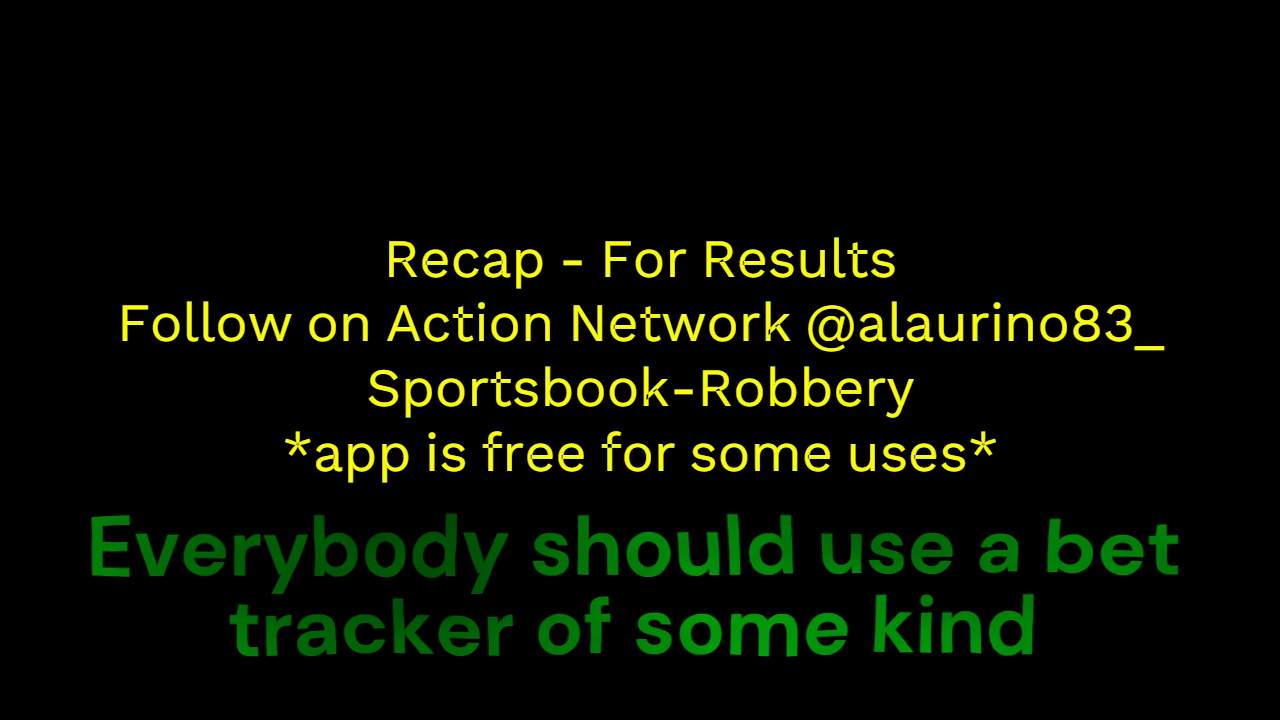 Recap - For Results
Follow on Action Network @alaurino83_
Sportsbook-Robbery
*app is free for some uses*
Everybody should use a bet
tracker of some kind